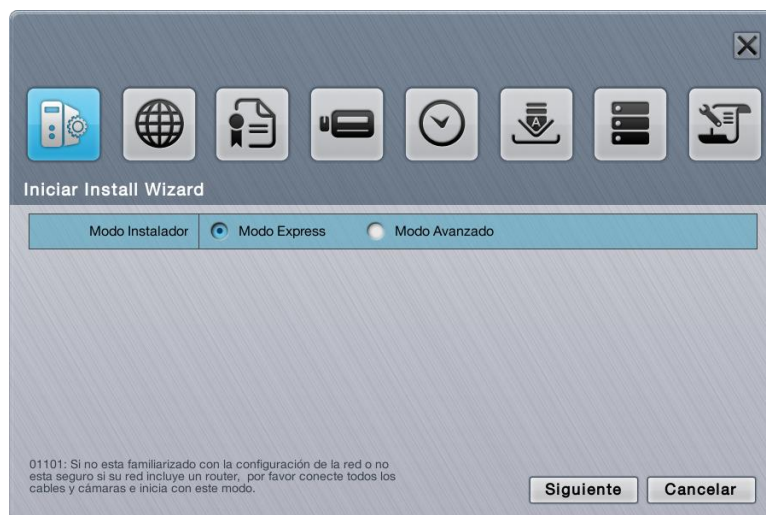 Iniciar Install Wizard
Modo Instalador Modo Express Modo Avanzado
01101: Si no esta familiarizado con la configuración de la red o no
esta seguro si su red incluye un router, por favor conecte todos los
cables y cámaras e inicia con este modo.
Siguiente Cancelar